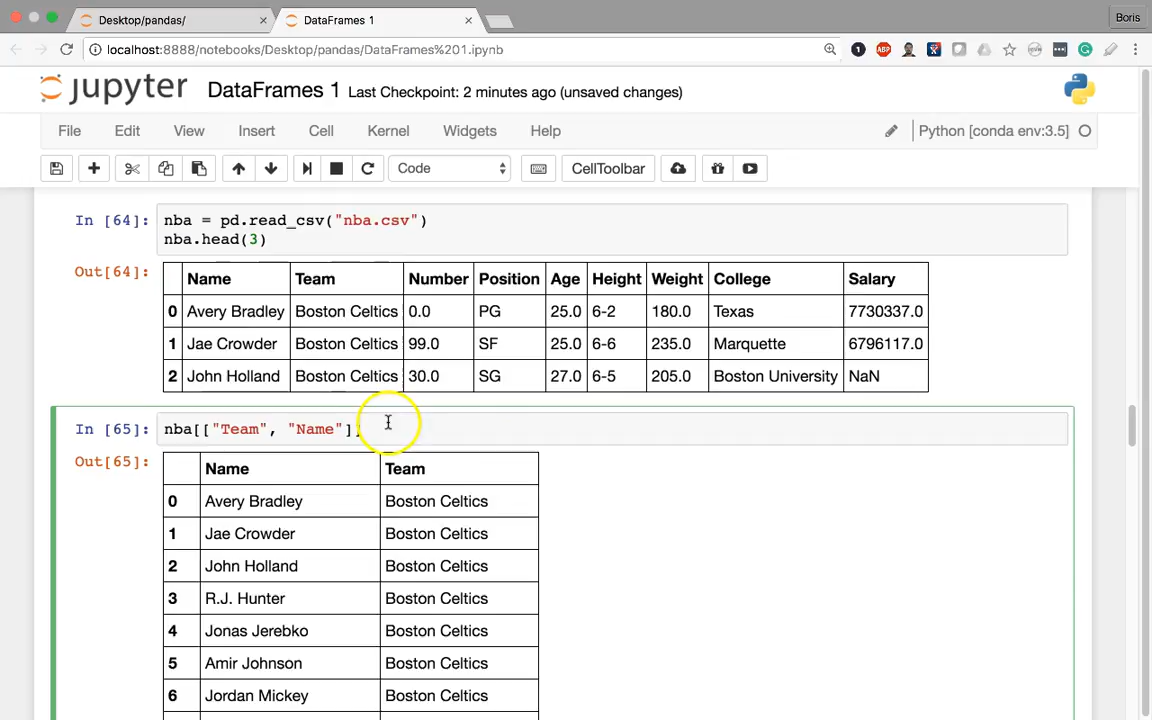 Desktop/pandas/ × DataFrames 1 × Boris
localhost:8888/notebooks/Desktop/pandas/DataFrames%201.ipynb
jupyter DataFrames 1 Last Checkpoint: 2 minutes ago (unsaved changes)
File Edit View Insert Cell Kernel Widgets Help Python [conda env:3.5]
Code CellToolbar
In [64]: nba = pd.read_csv("nba.csv")
nba.head(3)
Out[64]:
Name Team Number Position Age Height Weight College Salary
0 Avery Bradley Boston Celtics 0.0 PG 25.0 6-2 180.0 Texas 7730337.0
1 Jae Crowder Boston Celtics 99.0 SF 25.0 6-6 235.0 Marquette 6796117.0
2 John Holland Boston Celtics 30.0 SG 27.0 6-5 205.0 Boston University NaN
In [65]: nba[["Team", "Name"]]
Out[65]:
Name Team
0 Avery Bradley Boston Celtics
1 Jae Crowder Boston Celtics
2 John Holland Boston Celtics
3 R.J. Hunter Boston Celtics
4 Jonas Jerebko Boston Celtics
5 Amir Johnson Boston Celtics
6 Jordan Mickey Boston Celtics